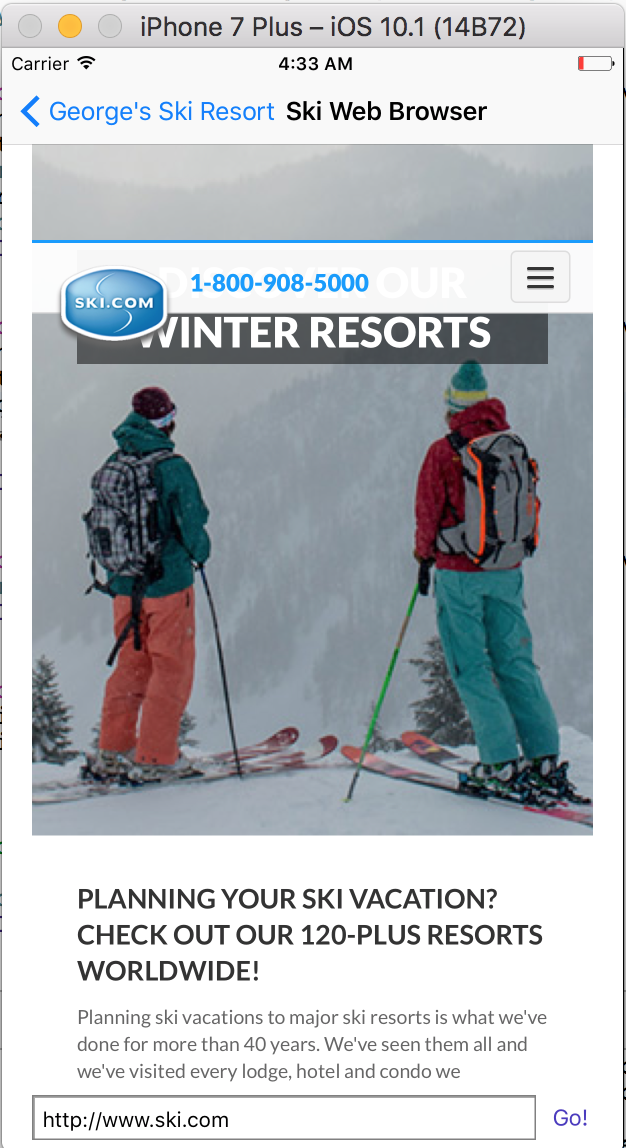 iPhone 7 Plus – iOS 10.1 (14B72)
Carrier 4:33 AM
George's Ski Resort Ski Web Browser
SKI.COM 1-800-908-5000 OUR
WINTER RESORTS
PLANNING YOUR SKI VACATION?
CHECK OUT OUR 120-PLUS RESORTS
WORLDWIDE!
Planning ski vacations to major ski resorts is what we've
done for more than 40 years. We've seen them all and
we've visited every lodge, hotel and condo we
http://www.ski.com Go!